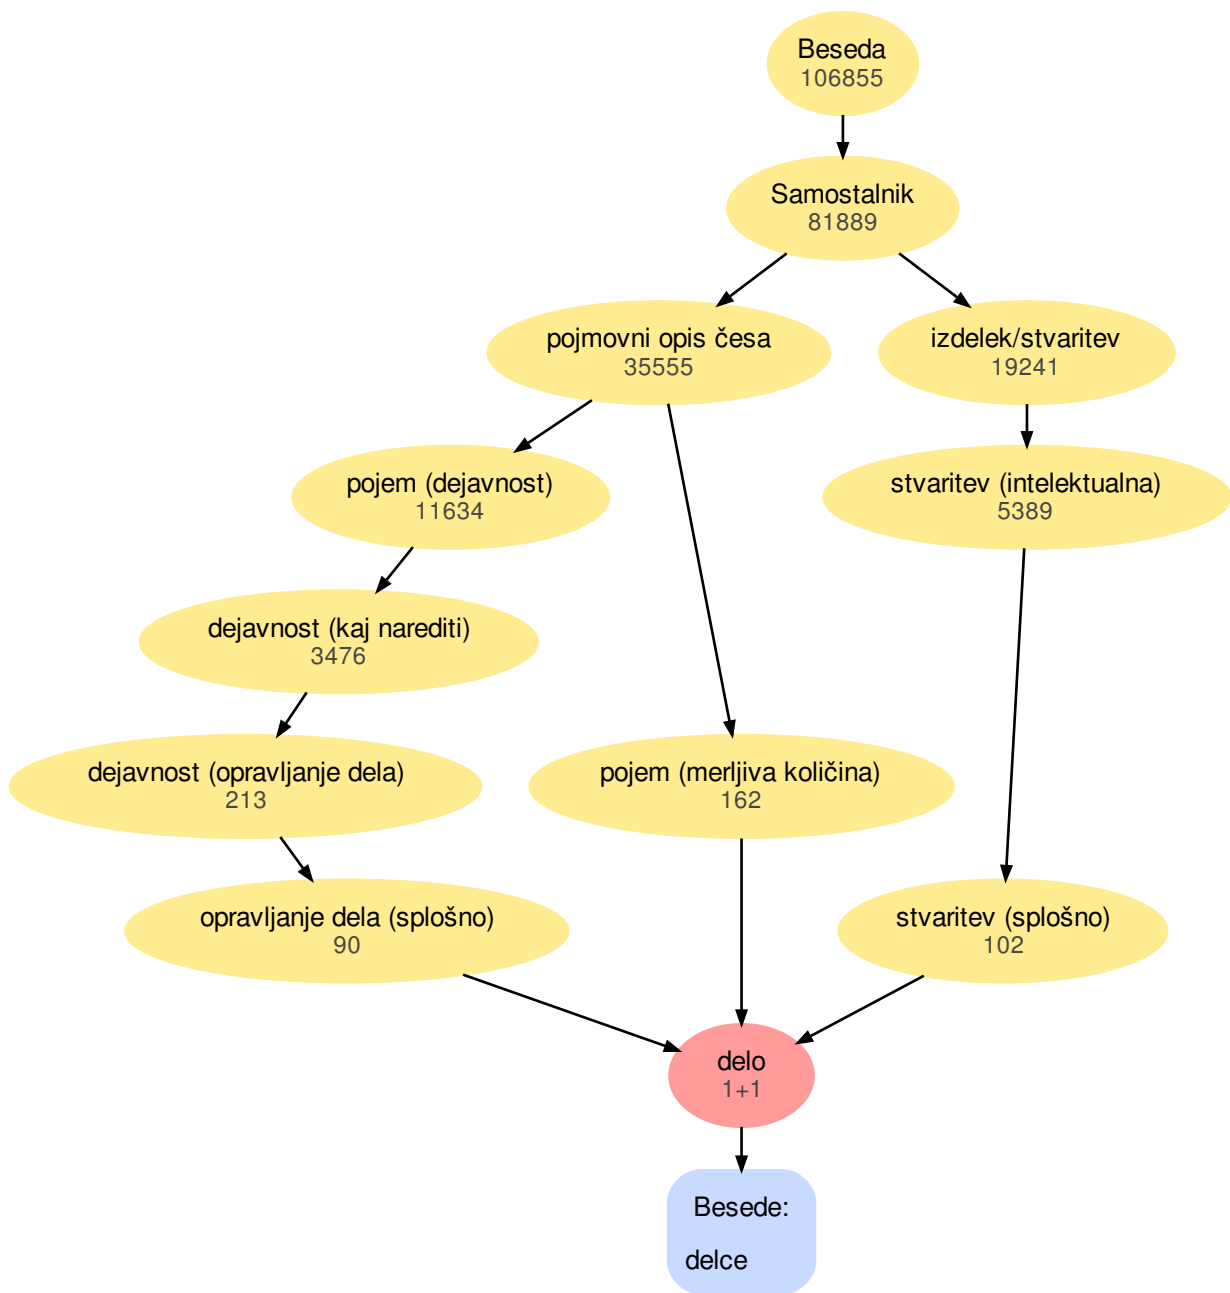 Beseda
106855
Samostalnik
81889
pojmovni opis česa
35555
izdelek/stvaritev
19241
pojem (dejavnost)
11634
stvaritev (intelektualna)
5389
dejavnost (kaj narediti)
3476
dejavnost (opravljanje dela)
213
pojem (merljiva količina)
162
opravljanje dela (splošno)
90
stvaritev (splošno)
102
delo
1+1
Besede:
delce